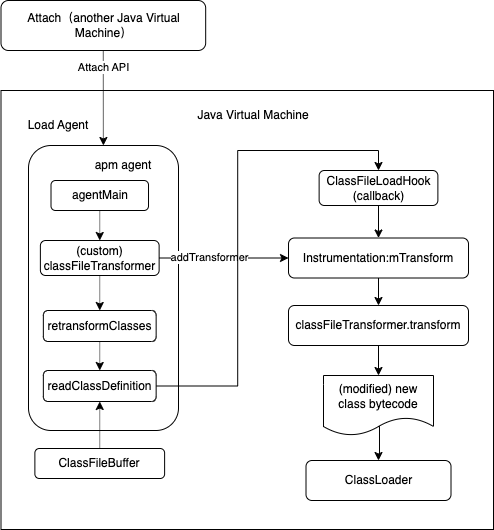 Attach（another Java Virtual
Machine）
Attach API
Java Virtual Machine
Load Agent
apm agent
agentMain
(custom)
classFileTransformer
addTransformer
retransformClasses
readClassDefinition
ClassFileBuffer
ClassFileLoadHook
(callback)
Instrumentation:mTransform
classFileTransformer.transform
(modified) new
class bytecode
ClassLoader